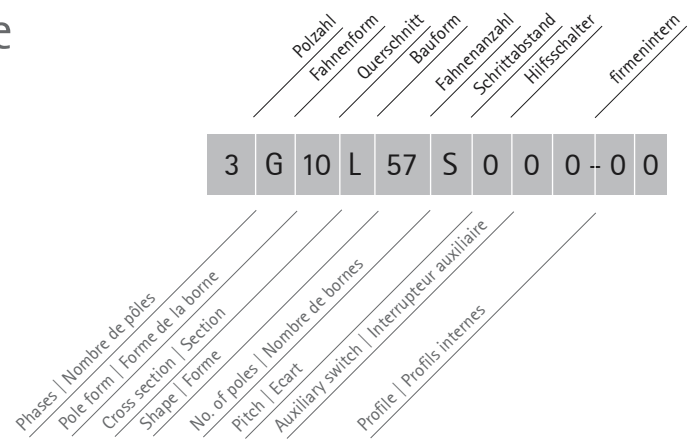 e
Polzahl
Fahnenform
Querschnitt
Bauform
Fahnenanzahl
Schrittabstand
Hilfsschalter
firmenintern
3 G 10 L 57 S 0 0 0 -- 0 0
Phases | Nombre de pôles
Pole form | Forme de la borne
Cross section | Section
Shape | Forme
No. of poles | Nombre de bornes
Pitch | Ecart
Auxiliary switch | Interrupteur auxiliaire
Profile | Profils internes